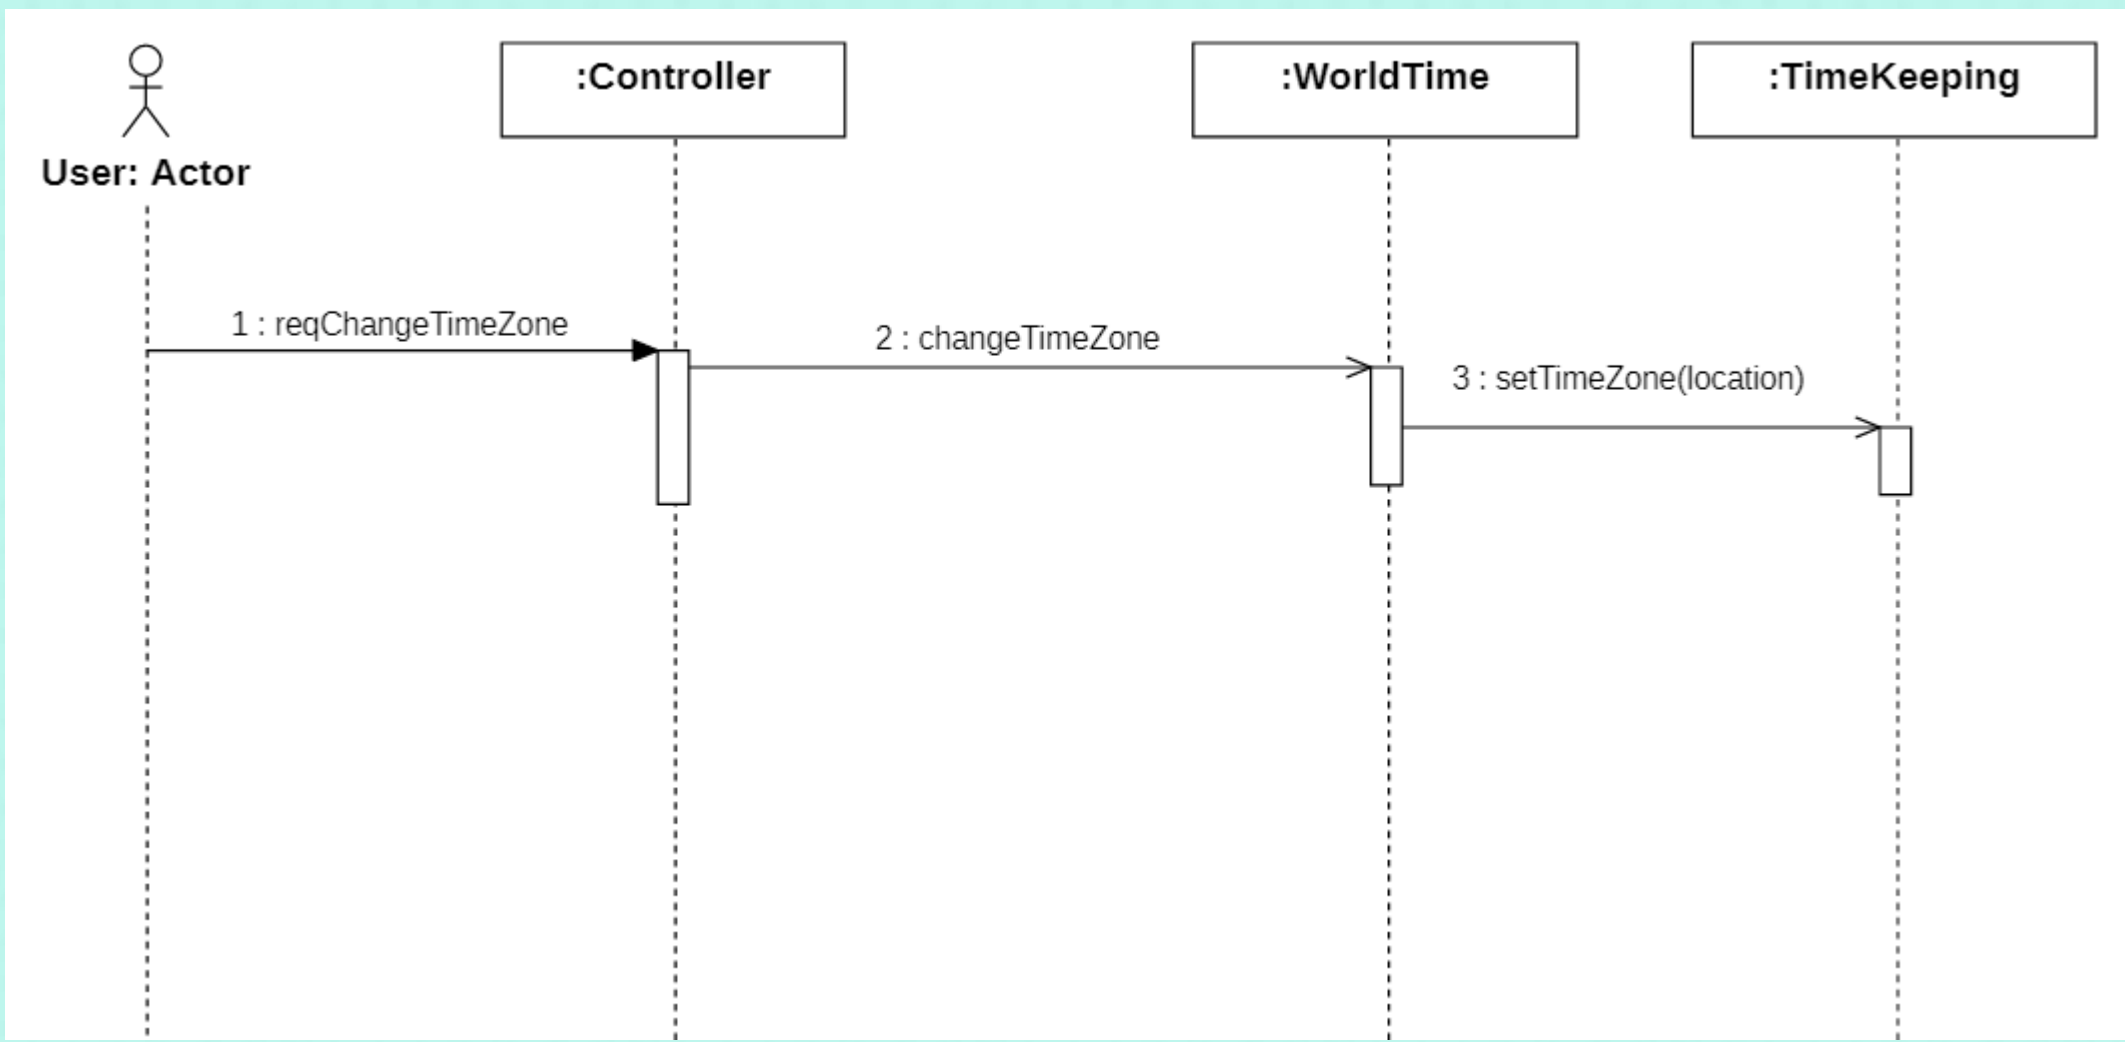 :Controller
:WorldTime
:TimeKeeping
User: Actor
1 : reqChangeTimeZone
2 : changeTimeZone
3 : setTimeZone(location)